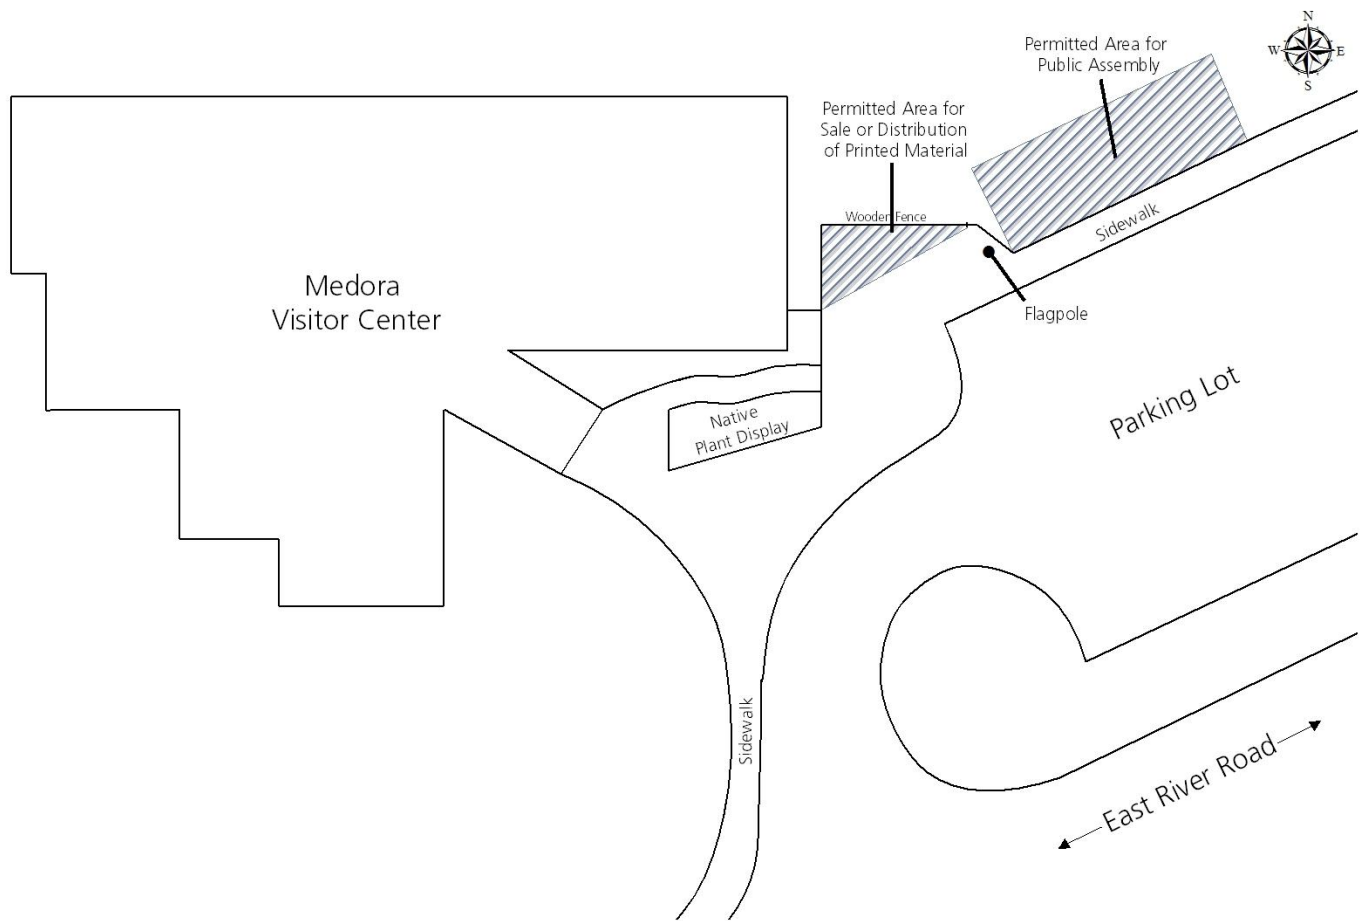 N
W
E
S
Permitted Area for
Public Assembly
Permitted Area for
Sale or Distribution
of Printed Material
Wooden Fence
Sidewalk
Medora
Visitor Center
Flagpole
Parking Lot
Native
Plant Display
Sidewalk
East River Road